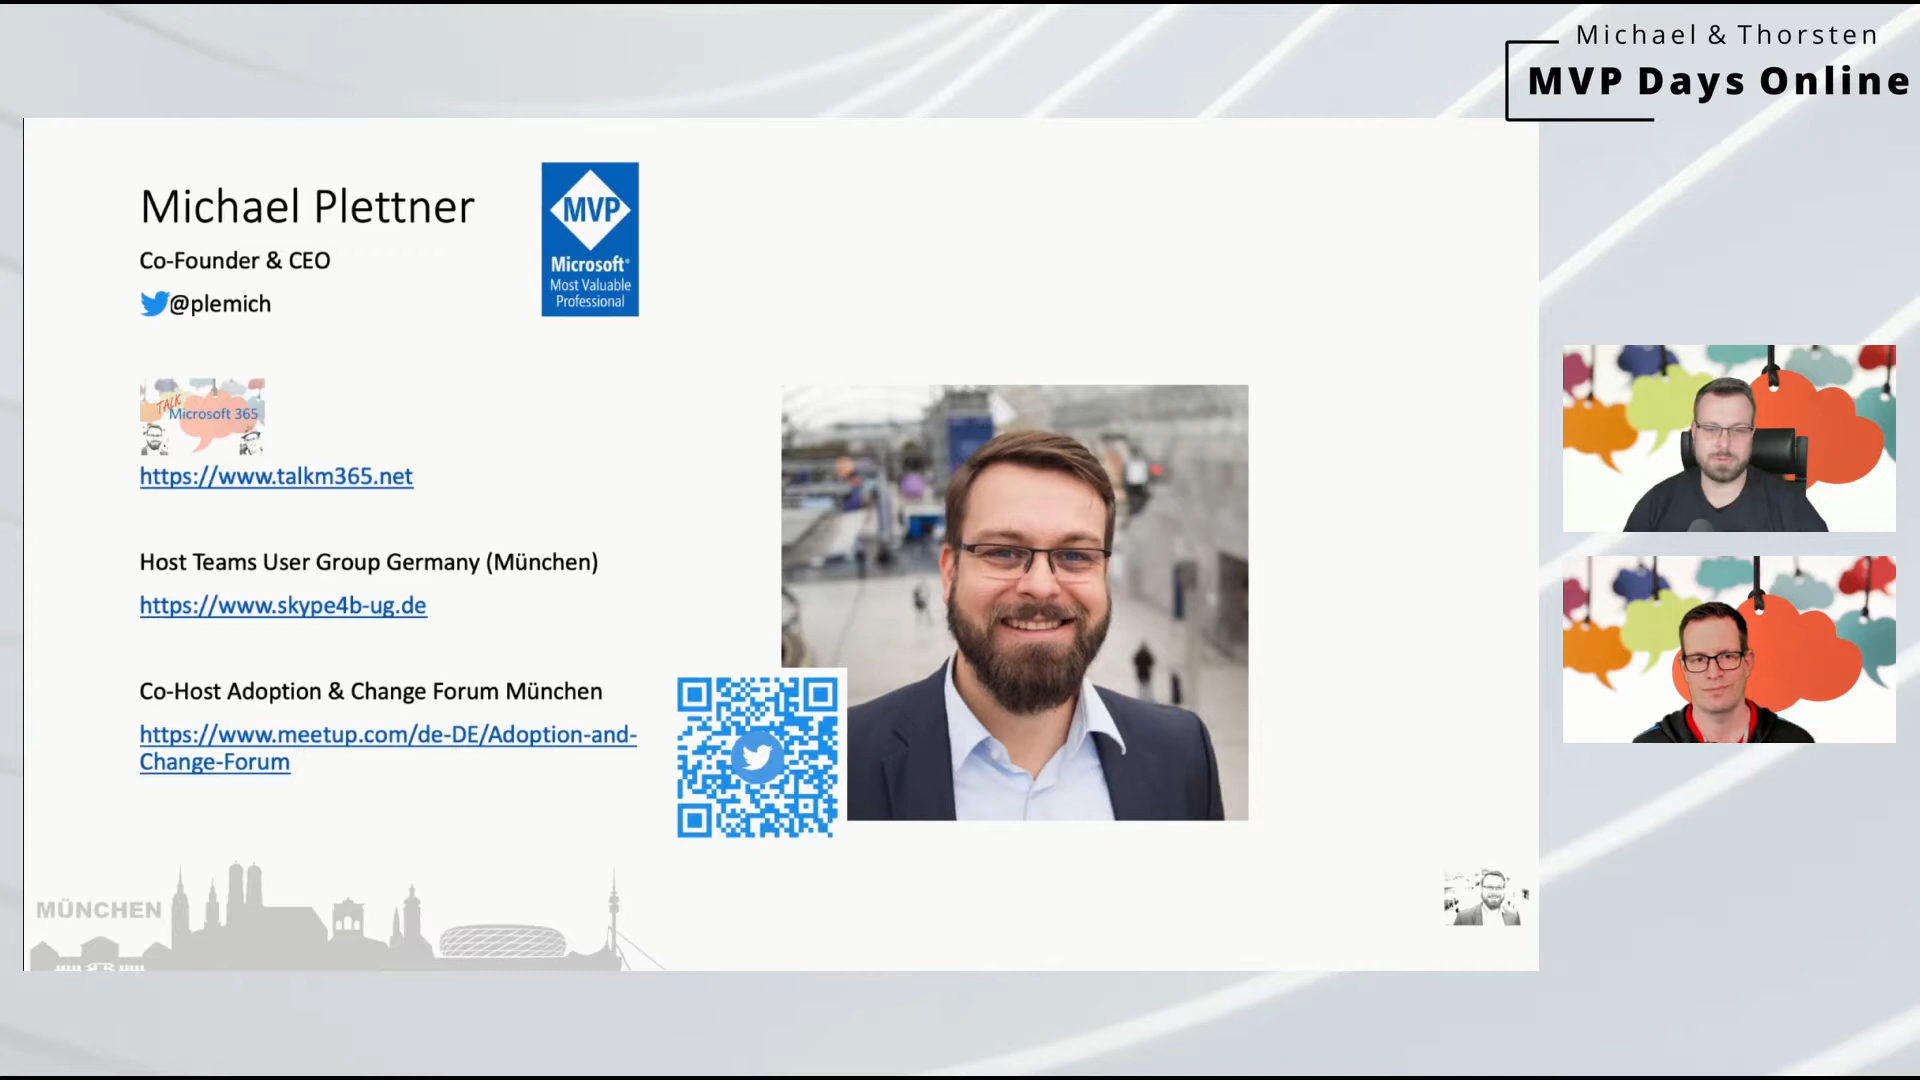 Michael & Thorsten
MVP Days Online
Michael Plettner
Co-Founder & CEO
@plemich
MVP
Microsoft®
Most Valuable
Professional
TALK
Microsoft 365
https://www.talkm365.net
Host Teams User Group Germany (München)
https://www.skype4b-ug.de
Co-Host Adoption & Change Forum München
https://www.meetup.com/de-DE/Adoption-and-
Change-Forum
MÜNCHEN